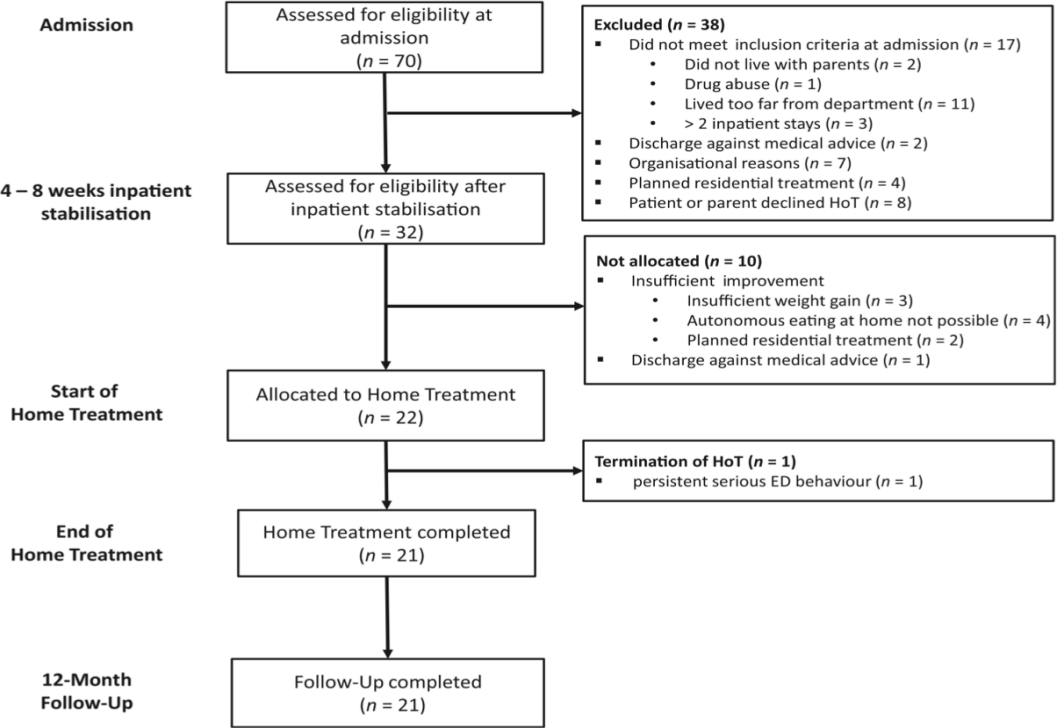 Admission
Assessed for eligibility at
admission
(n = 70)
Excluded (n = 38)
▪ Did not meet inclusion criteria at admission (n = 17)
• Did not live with parents (n = 2)
• Drug abuse (n = 1)
• Lived too far from department (n = 11)
• > 2 inpatient stays (n = 3)
▪ Discharge against medical advice (n = 2)
▪ Organisational reasons (n = 7)
▪ Planned residential treatment (n = 4)
▪ Patient or parent declined HoT (n = 8)
4 – 8 weeks inpatient
stabilisation
Assessed for eligibility after
inpatient stabilisation
(n = 32)
Not allocated (n = 10)
▪ Insufficient improvement
• Insufficient weight gain (n = 3)
• Autonomous eating at home not possible (n = 4)
• Planned residential treatment (n = 2)
▪ Discharge against medical advice (n = 1)
Start of
Home Treatment
Allocated to Home Treatment
(n = 22)
Termination of HoT (n = 1)
▪ persistent serious ED behaviour (n = 1)
End of
Home Treatment
Home Treatment completed
(n = 21)
12-Month
Follow-Up
Follow-Up completed
(n = 21)